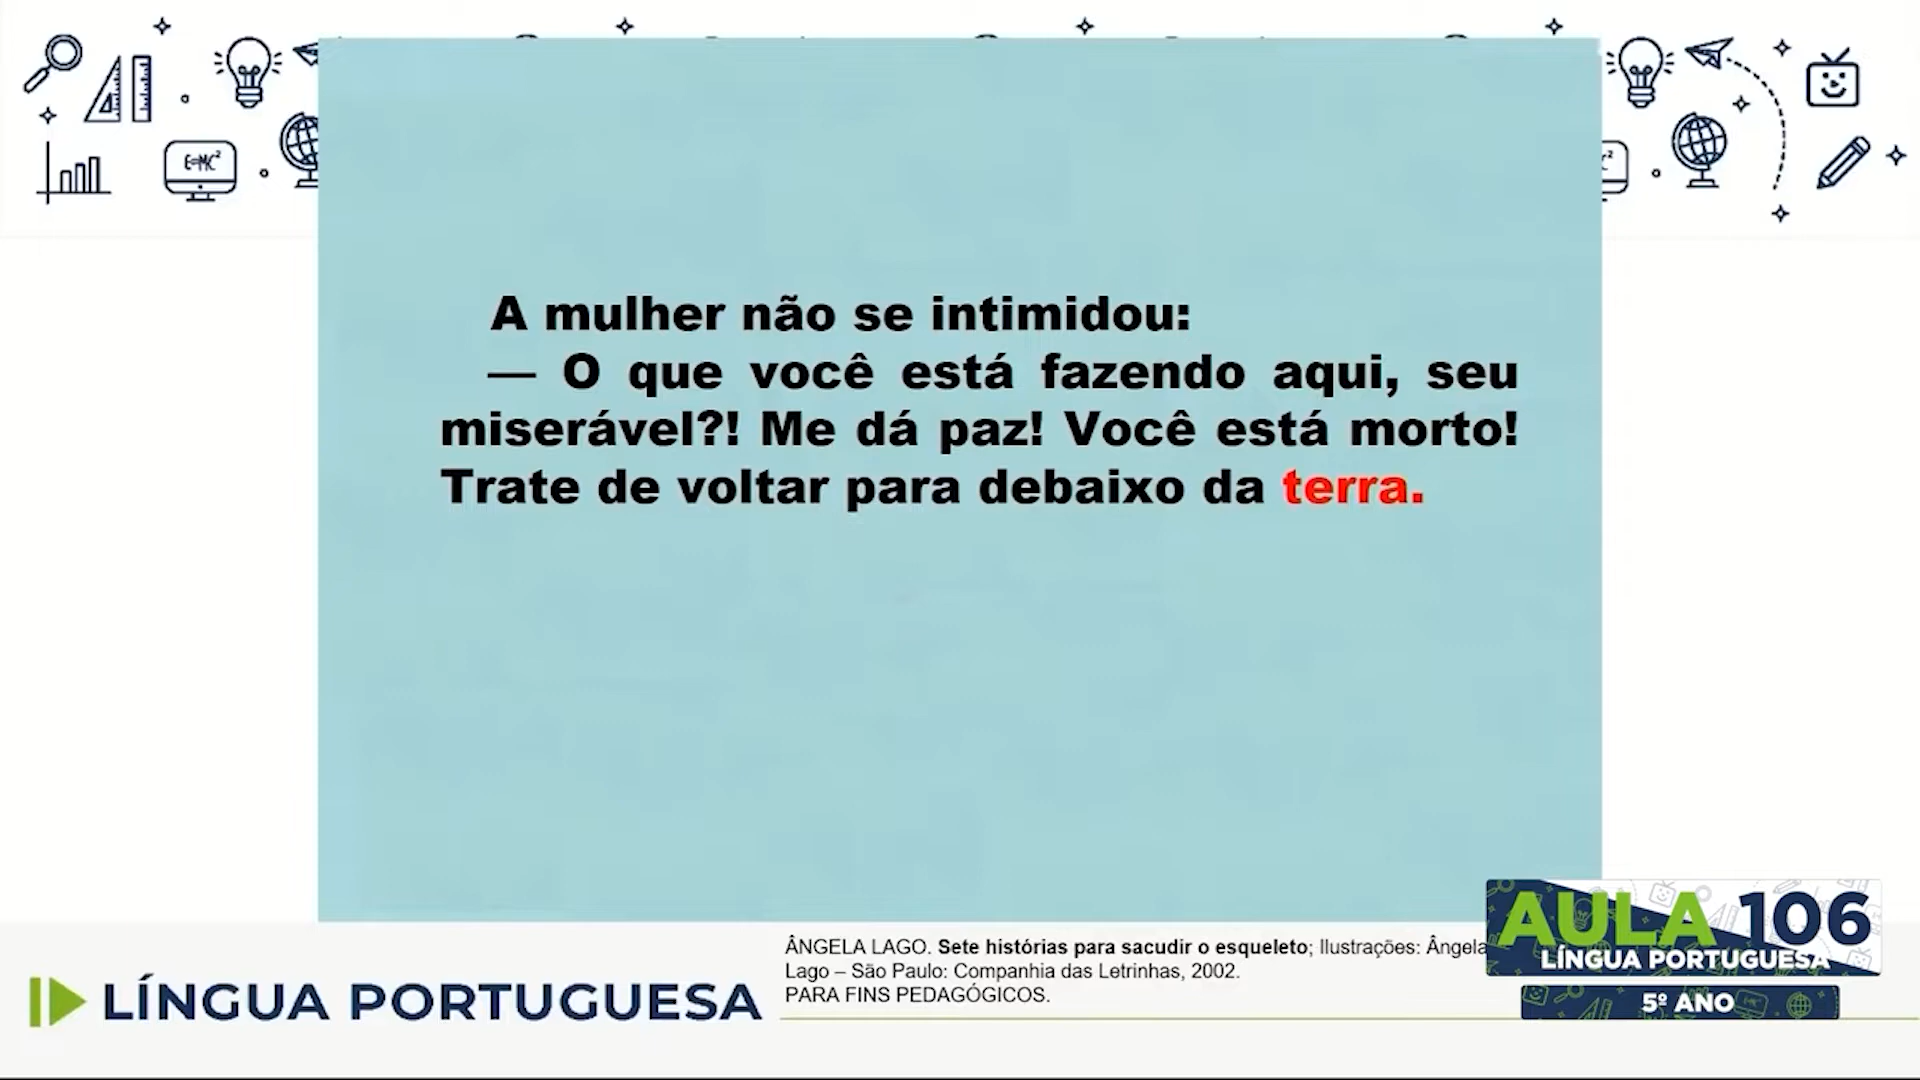 E=MC²
A mulher não se intimidou:
— O que você está fazendo aqui, seu
miserável?! Me dá paz! Você está morto!
Trate de voltar para debaixo da terra.
ÂNGELA LAGO. Sete histórias para sacudir o esqueleto; Ilustrações: Ângela
Lago – São Paulo: Companhia das Letrinhas, 2002.
PARA FINS PEDAGÓGICOS.
LÍNGUA PORTUGUESA
AULA 106
LÍNGUA PORTUGUESA
5º ANO